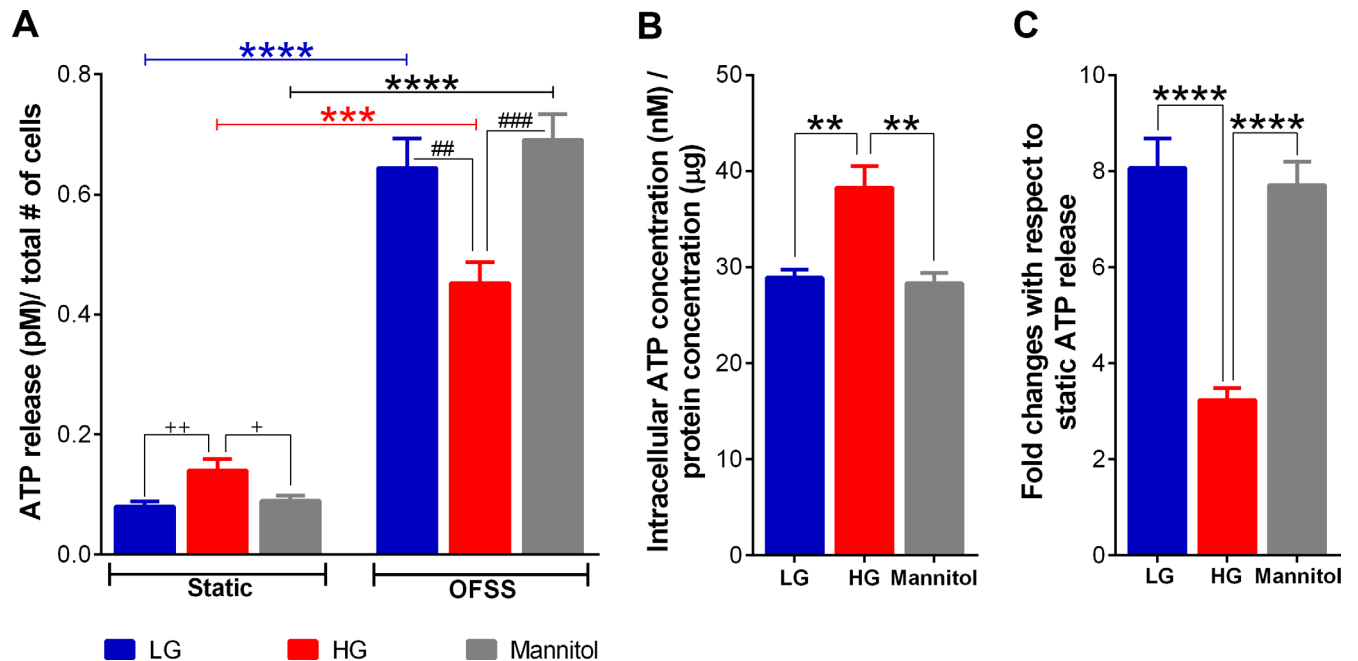 A
ATP release (pM)/ total # of cells
0.8
0.6
0.4
0.2
0.0
****
****
***
##
###
++
+
Static
OFSS
LG
HG
Mannitol
B
Intracellular ATP concentration (nM) /
protein concentration (μg)
50
40
30
20
10
0
**
**
LG
HG
Mannitol
C
Fold changes with respect to
static ATP release
10
8
6
4
2
0
****
****
LG
HG
Mannitol